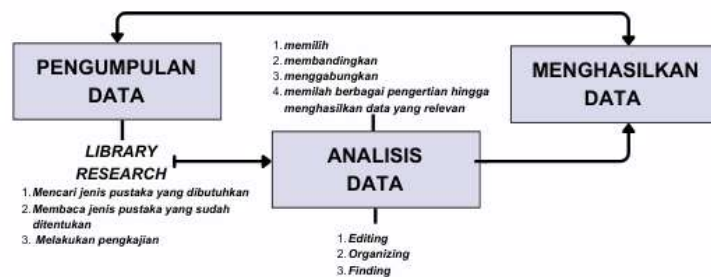 PENGUMPULAN
DATA
LIBRARY
RESEARCH
1. Mencari jenis pustaka yang dibutuhkan
2. Membaca jenis pustaka yang sudah
ditentukan
3. Melakukan pengkajian
1. memilih
2. membandingkan
3. menggabungkan
4. memilah berbagai pengertian hingga
menghasilkan data yang relevan
ANALISIS
DATA
1. Editing
2. Organizing
3. Finding
MENGHASILKAN
DATA